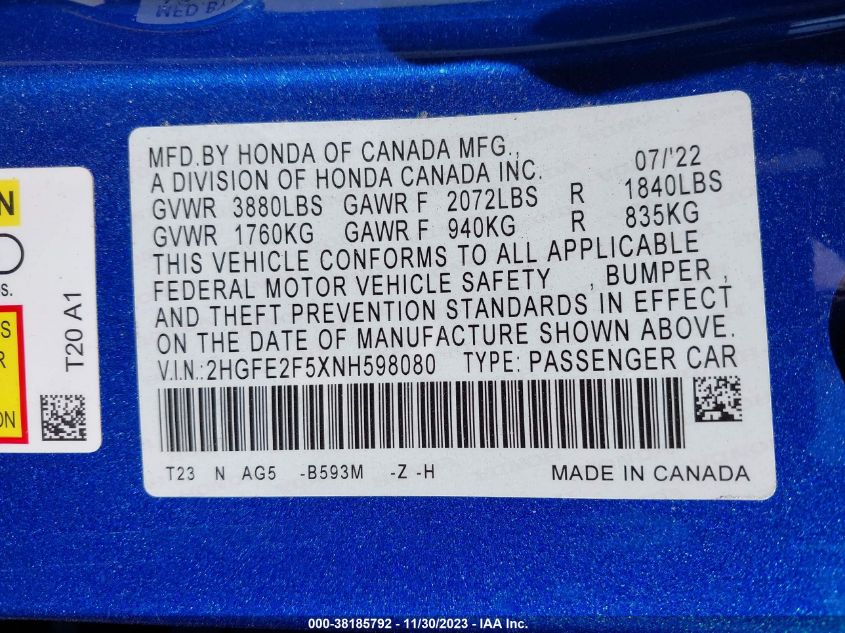 MFD.BY HONDA OF CANADA MFG., 07/'22
A DIVISION OF HONDA CANADA INC.
GVWR 3880LBS GAWR F 2072LBS R 1840LBS
GVWR 1760KG GAWR F 940KG R 835KG
THIS VEHICLE CONFORMS TO ALL APPLICABLE
FEDERAL MOTOR VEHICLE SAFETY , BUMPER ,
AND THEFT PREVENTION STANDARDS IN EFFECT
ON THE DATE OF MANUFACTURE SHOWN ABOVE.
V.I.N.:2HGFE2F5XNH598080 TYPE: PASSENGER CAR
T23 N AG5 -B593M -Z -H MADE IN CANADA
T20 A1
000-38185792 - 11/30/2023 - IAA Inc.